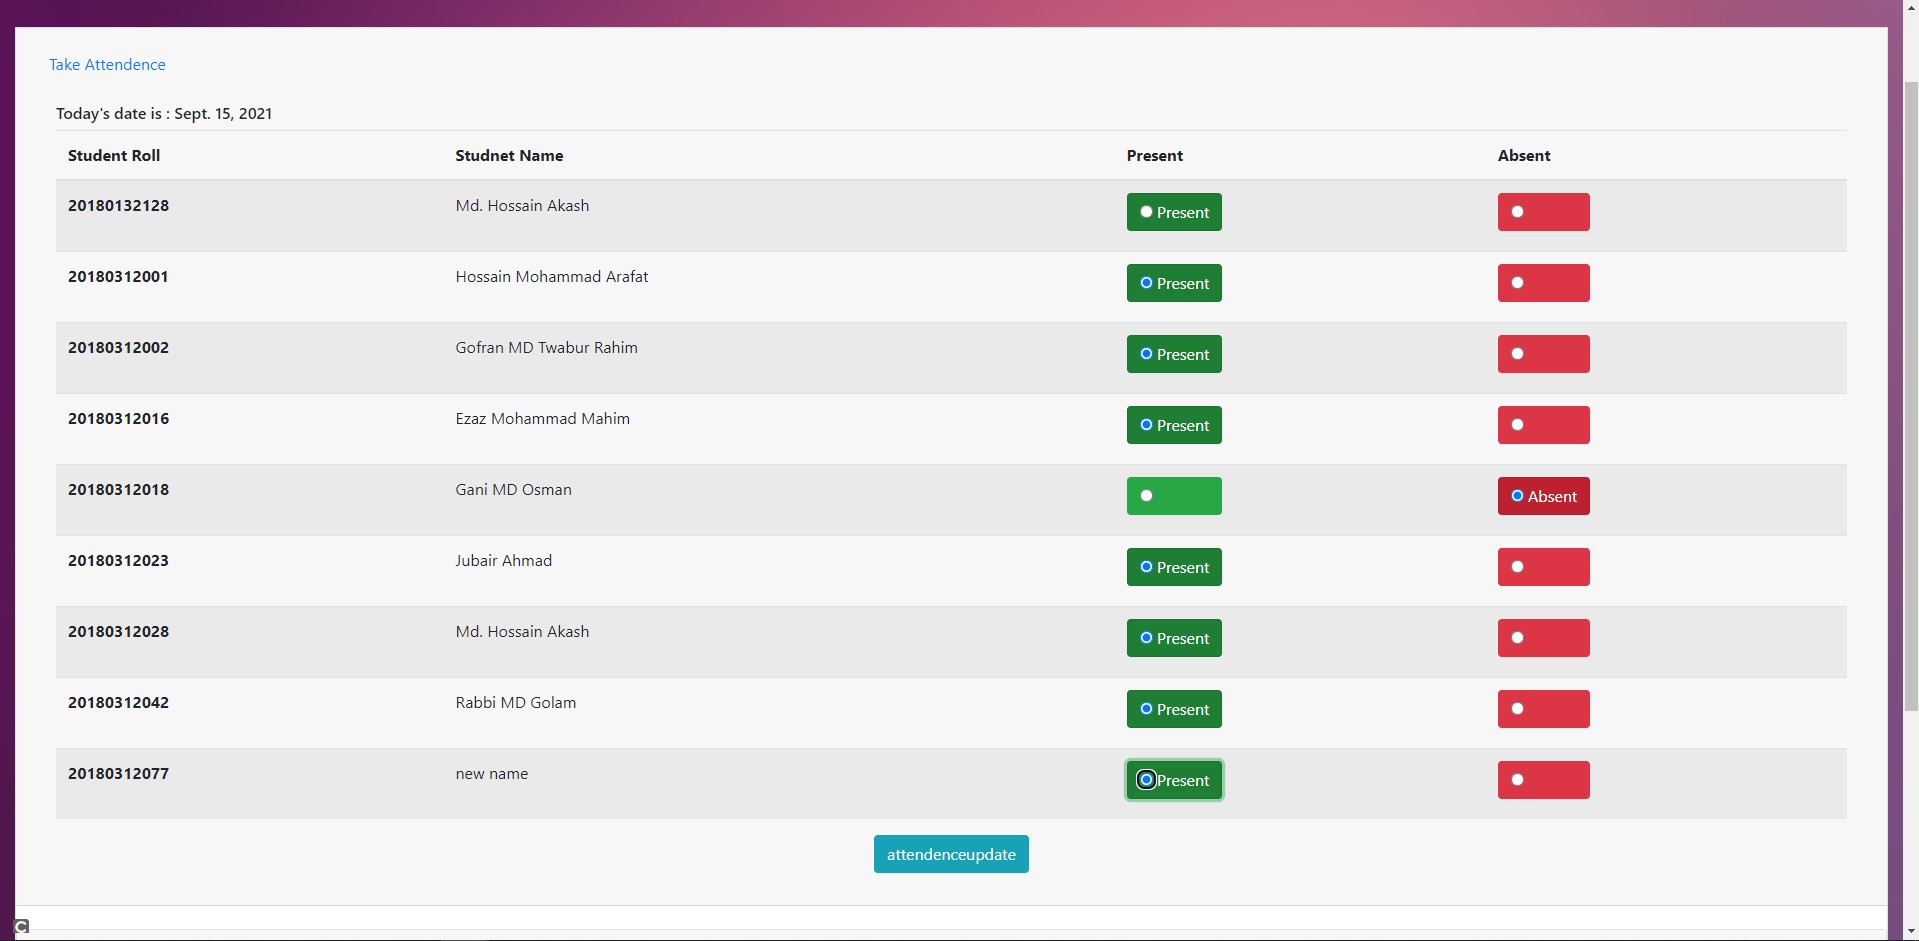 Take Attendence
Today's date is : Sept. 15, 2021
Student Roll Studnet Name Present Absent
20180132128 Md. Hossain Akash Present
20180312001 Hossain Mohammad Arafat Present
20180312002 Gofran MD Twabur Rahim Present
20180312016 Ezaz Mohammad Mahim Present
20180312018 Gani MD Osman Absent
20180312023 Jubair Ahmad Present
20180312028 Md. Hossain Akash Present
20180312042 Rabbi MD Golam Present
20180312077 new name Present
attendenceupdate
C